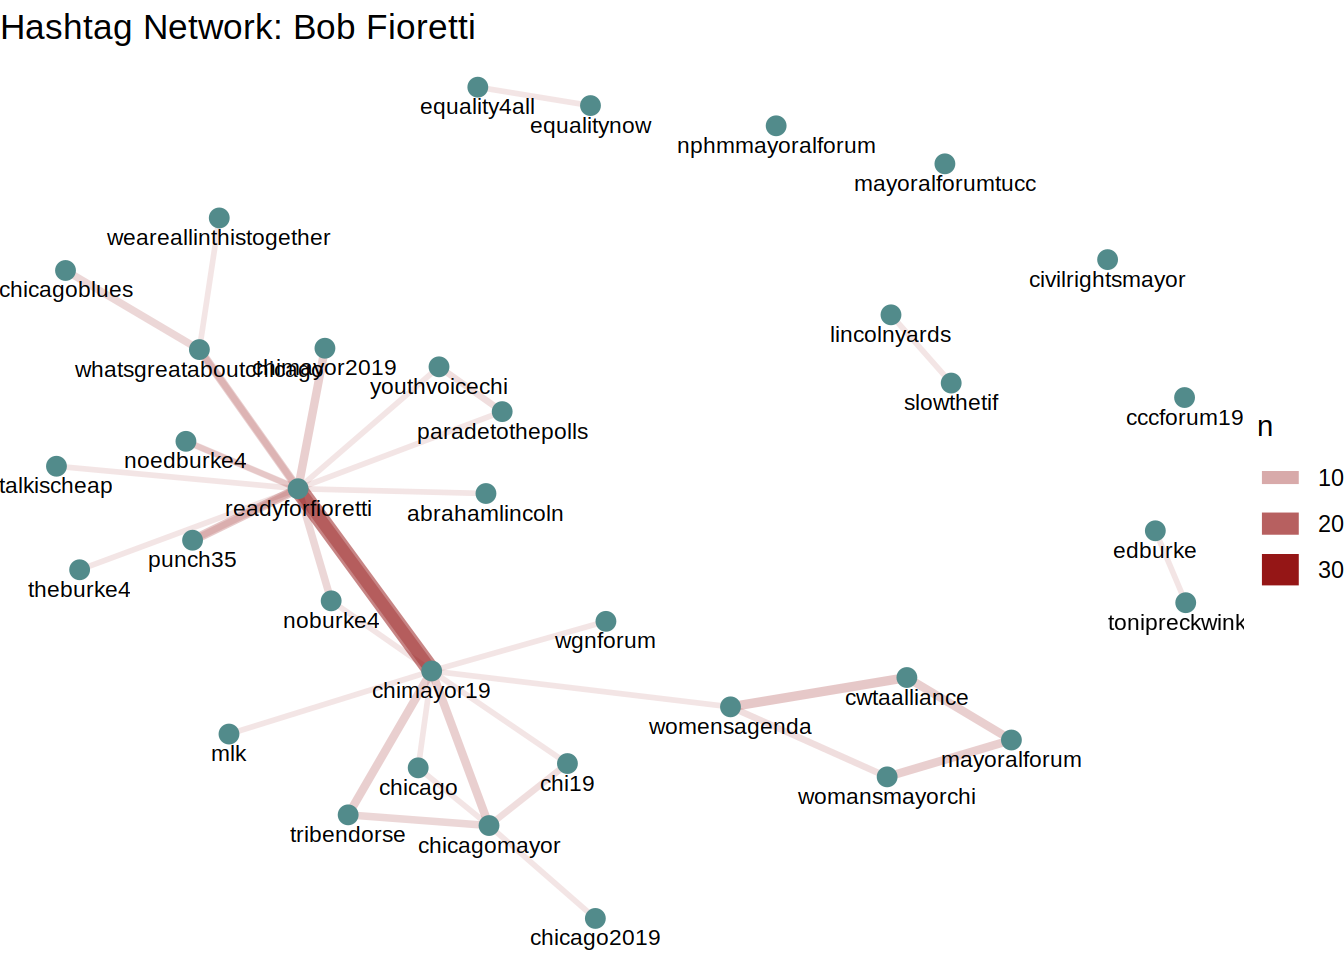 Hashtag Network: Bob Fioretti
equality4all
equalitynow
nphmmayoralforum
mayoralforumtucc
weareallinthistogether
civilrightsmayor
chicagoblues
lincolnyards
whatsgreataboutchicago
chimayor2019
youthvoicechi
slowthetif
cccforum19
paradetothepolls
n
noedburke4
10
talkischeap
readyforfioretti
abrahamlincoln
20
edburke
punch35
30
theburke4
noburke4
tonipreckwink
wgnforum
chimayor19
cwtaalliance
womensagenda
mlk
mayoralforum
chicago
chi19
womansmayorchi
tribendorse
chicagomayor
chicago2019